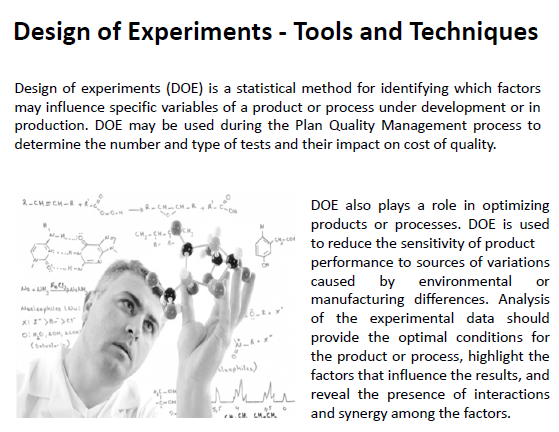 Design of Experiments - Tools and Techniques
Design of experiments (DOE) is a statistical method for identifying which factors
may influence specific variables of a product or process under development or in
production. DOE may be used during the Plan Quality Management process to
determine the number and type of tests and their impact on cost of quality.
DOE also plays a role in optimizing
products or processes. DOE is used
to reduce the sensitivity of product
performance to sources of variations
caused by environmental or
manufacturing differences. Analysis
of the experimental data should
provide the optimal conditions for
the product or process, highlight the
factors that influence the results, and
reveal the presence of interactions
and synergy among the factors.